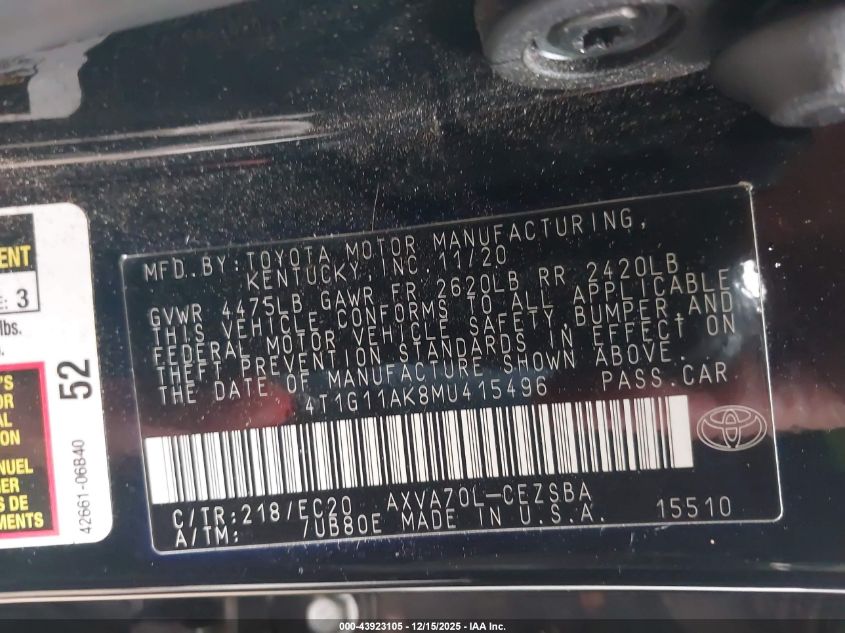 ENT
E: 3
lbs.
52
'S
AL
ION
NUEL
ER
S DE
MENTS
42661-06840
MFD.BY:TOYOTA MOTOR MANUFACTURING,
KENTUCKY,INC.11/20
GVWR 4475LB GAWR FR 2620LB RR 2420LB
THIS VEHICLE CONFORMS TO ALL APPLICABLE
FEDERAL MOTOR VEHICLE SAFETY,BUMPER,AND
THEFT PREVENTION STANDARDS IN EFFECT ON
THE DATE OF MANUFACTURE SHOWN ABOVE.
4T1G11AK8MU415496 PASS.CAR
C/TR:218/EC20 AXVA70L-CEZSBA
A/TM: 7UB80E MADE IN U.S.A. 15510
000-43923105 - 12/15/2025 - IAA Inc.